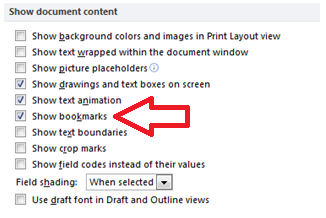 Show document content
Show background colors and images in Print Layout view
Show text wrapped within the document window
Show picture placeholders
Show drawings and text boxes on screen
Show text animation
Show bookmarks
Show text boundaries
Show crop marks
Show field codes instead of their values
Field shading: When selected
Use draft font in Draft and Outline views